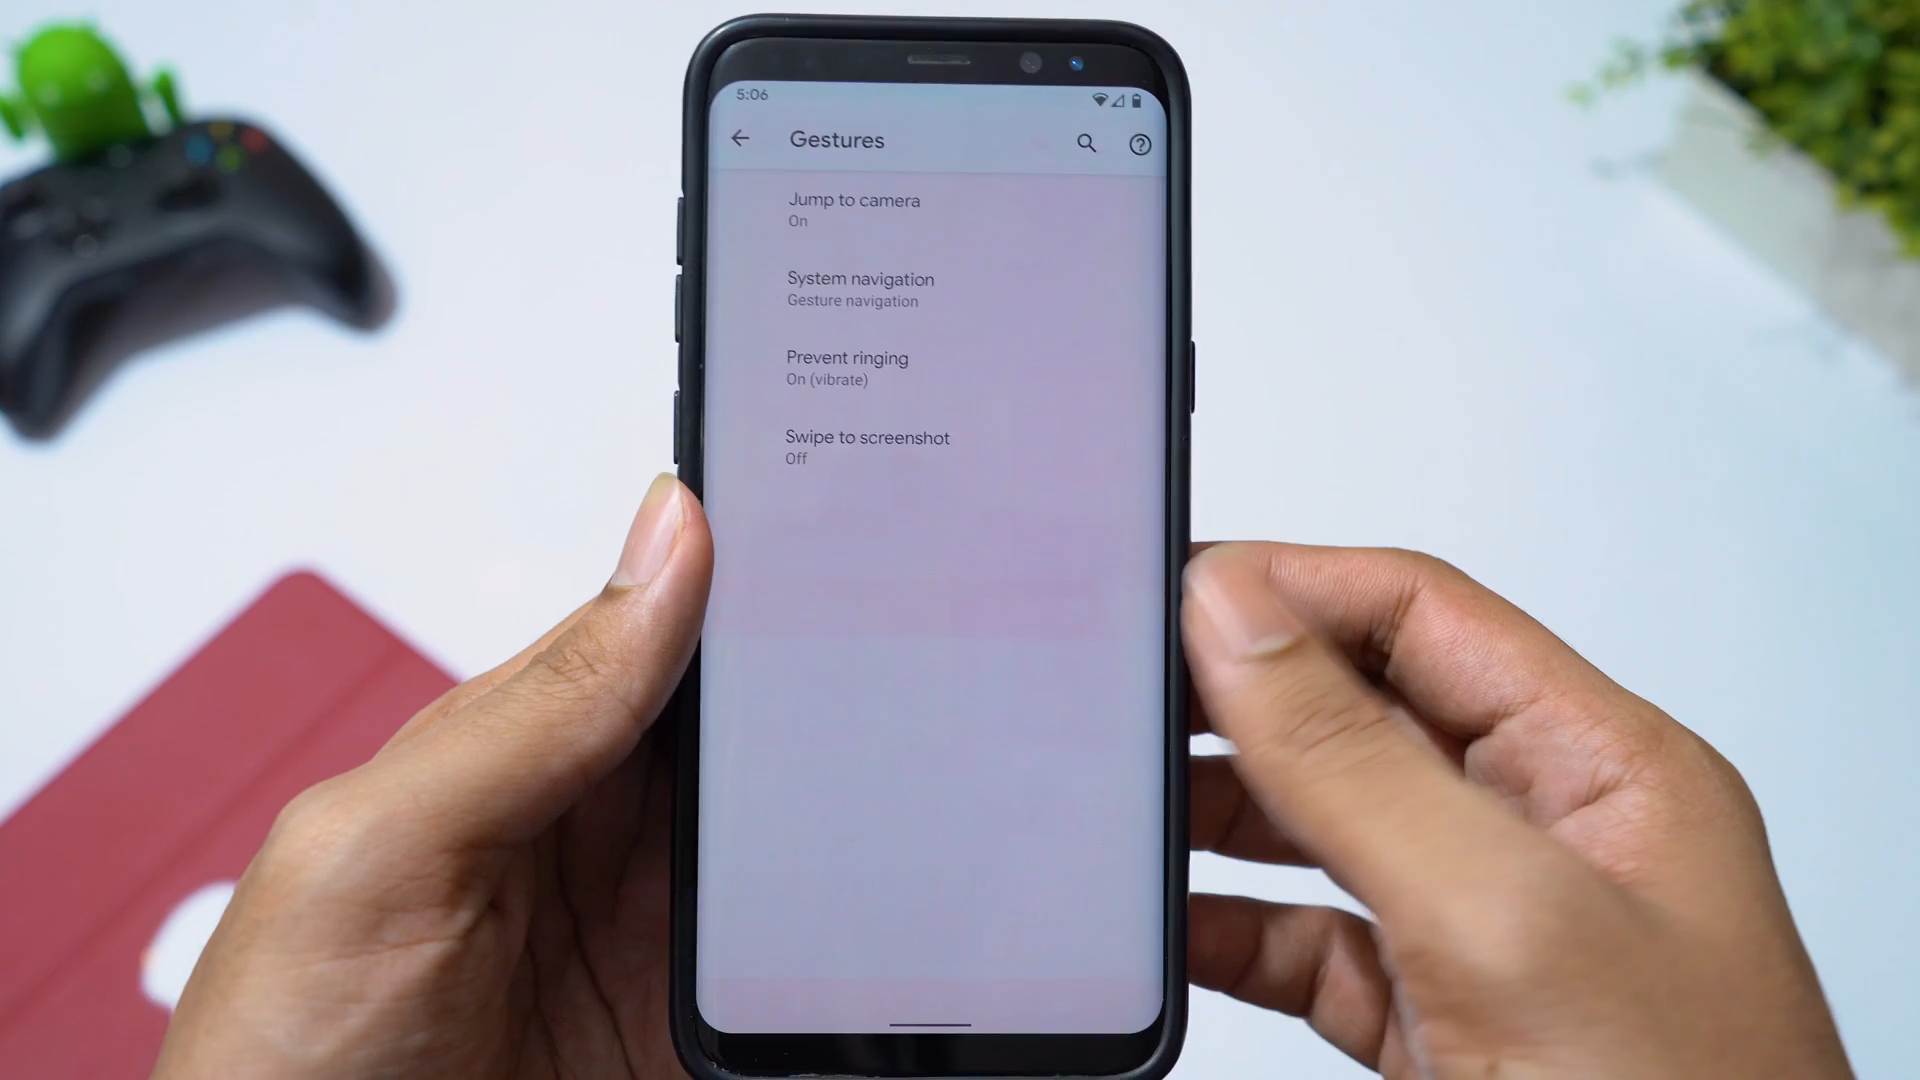 5:06
Gestures
Jump to camera
On
System navigation
Gesture navigation
Prevent ringing
On (vibrate)
Swipe to screenshot
Off